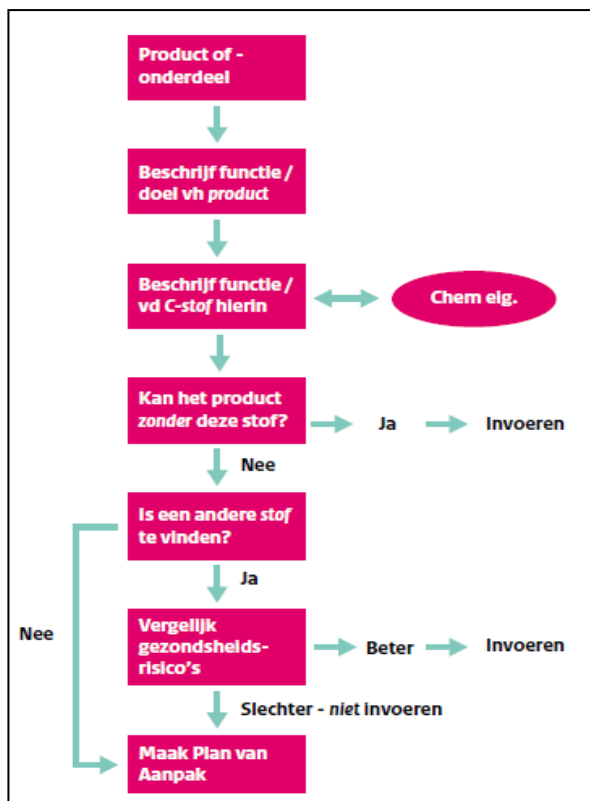 Product of -
onderdeel
Beschrijf functie /
doel vh product
Beschrijf functie /
vd C-stof hierin
Chem eig.
Kan het product
zonder deze stof?
Ja
Invoeren
Nee
Is een andere stof
te vinden?
Ja
Nee
Vergelijk
gezondsheids-
risico's
Beter
Invoeren
Slechter - niet invoeren
Maak Plan van
Aanpak